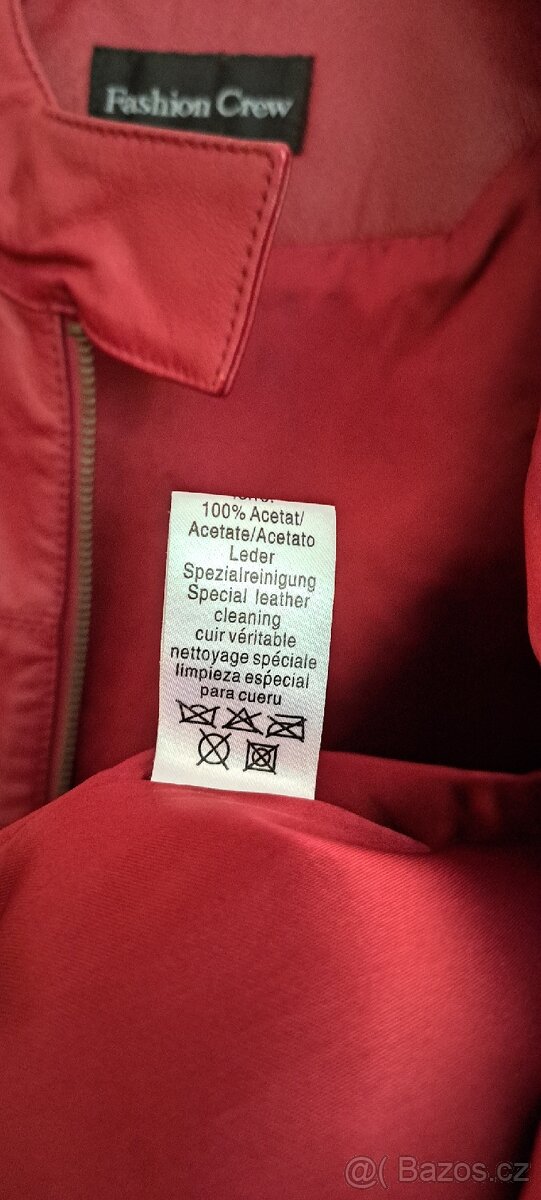 Fashion Crew
100% Acetat/
Acetate/Acetato
Leder
Spezialreinigung
Special leather
cleaning
cuir véritable
nettoyage spéciale
limpieza especial
para cueru
@( Bazos.cz